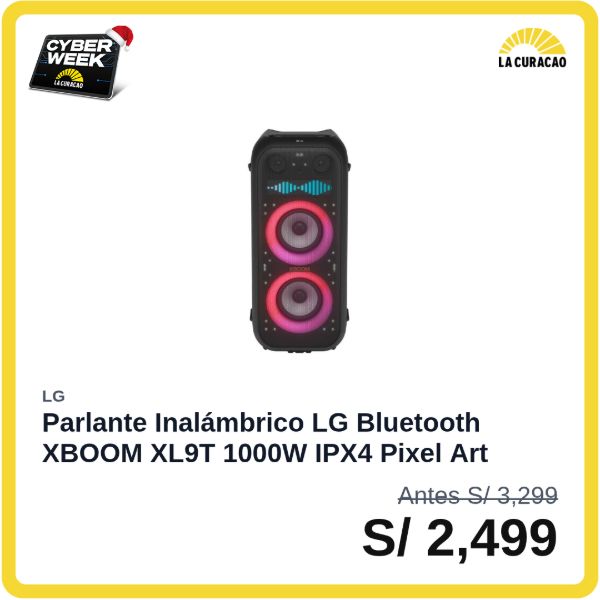 CYBER
WEEK
LA CURACAO
LA CURACAO
XBOOM
LG
Parlante Inalámbrico LG Bluetooth
XBOOM XL9T 1000W IPX4 Pixel Art
Antes S/ 3,299
S/ 2,499